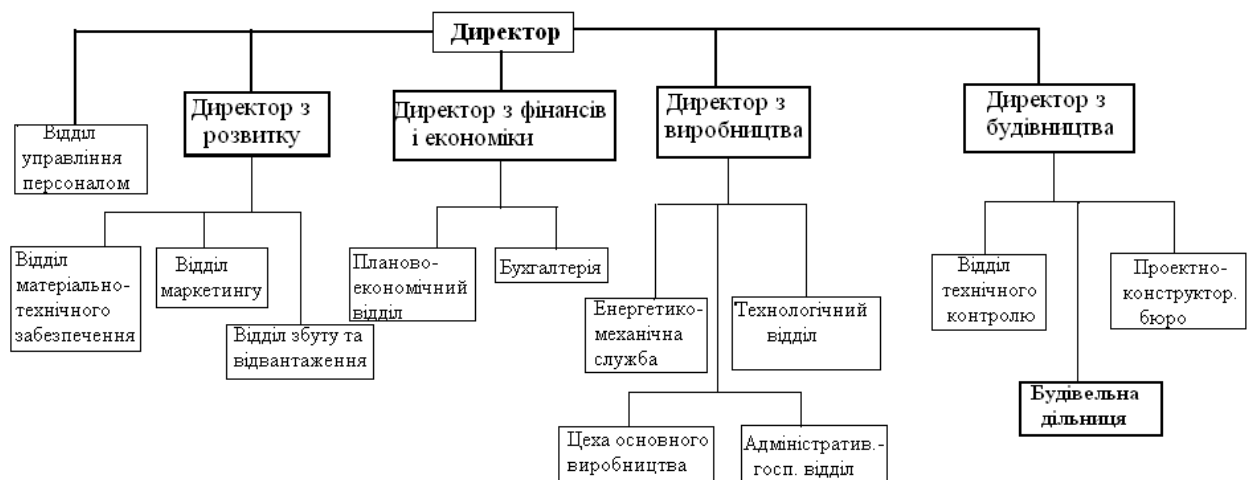 Директор
Відділ
управління
персоналом
Директор з
розвитку
Директор з фінансів
і економіки
Директор з
виробництва
Директор з
будівництва
Відділ
матеріально-
технічного
забезпечення
Відділ
маркетингу
Відділ збуту та
відвантаження
Планово-
економічний
відділ
Бухгалтерія
Енергетико-
механічна
служба
Технологічний
відділ
Цеха основного
виробництва
Адміністратив.-
госп. відділ
Відділ
технічного
контролю
Проектно-
конструктор.
бюро
Будівельна
дільниця